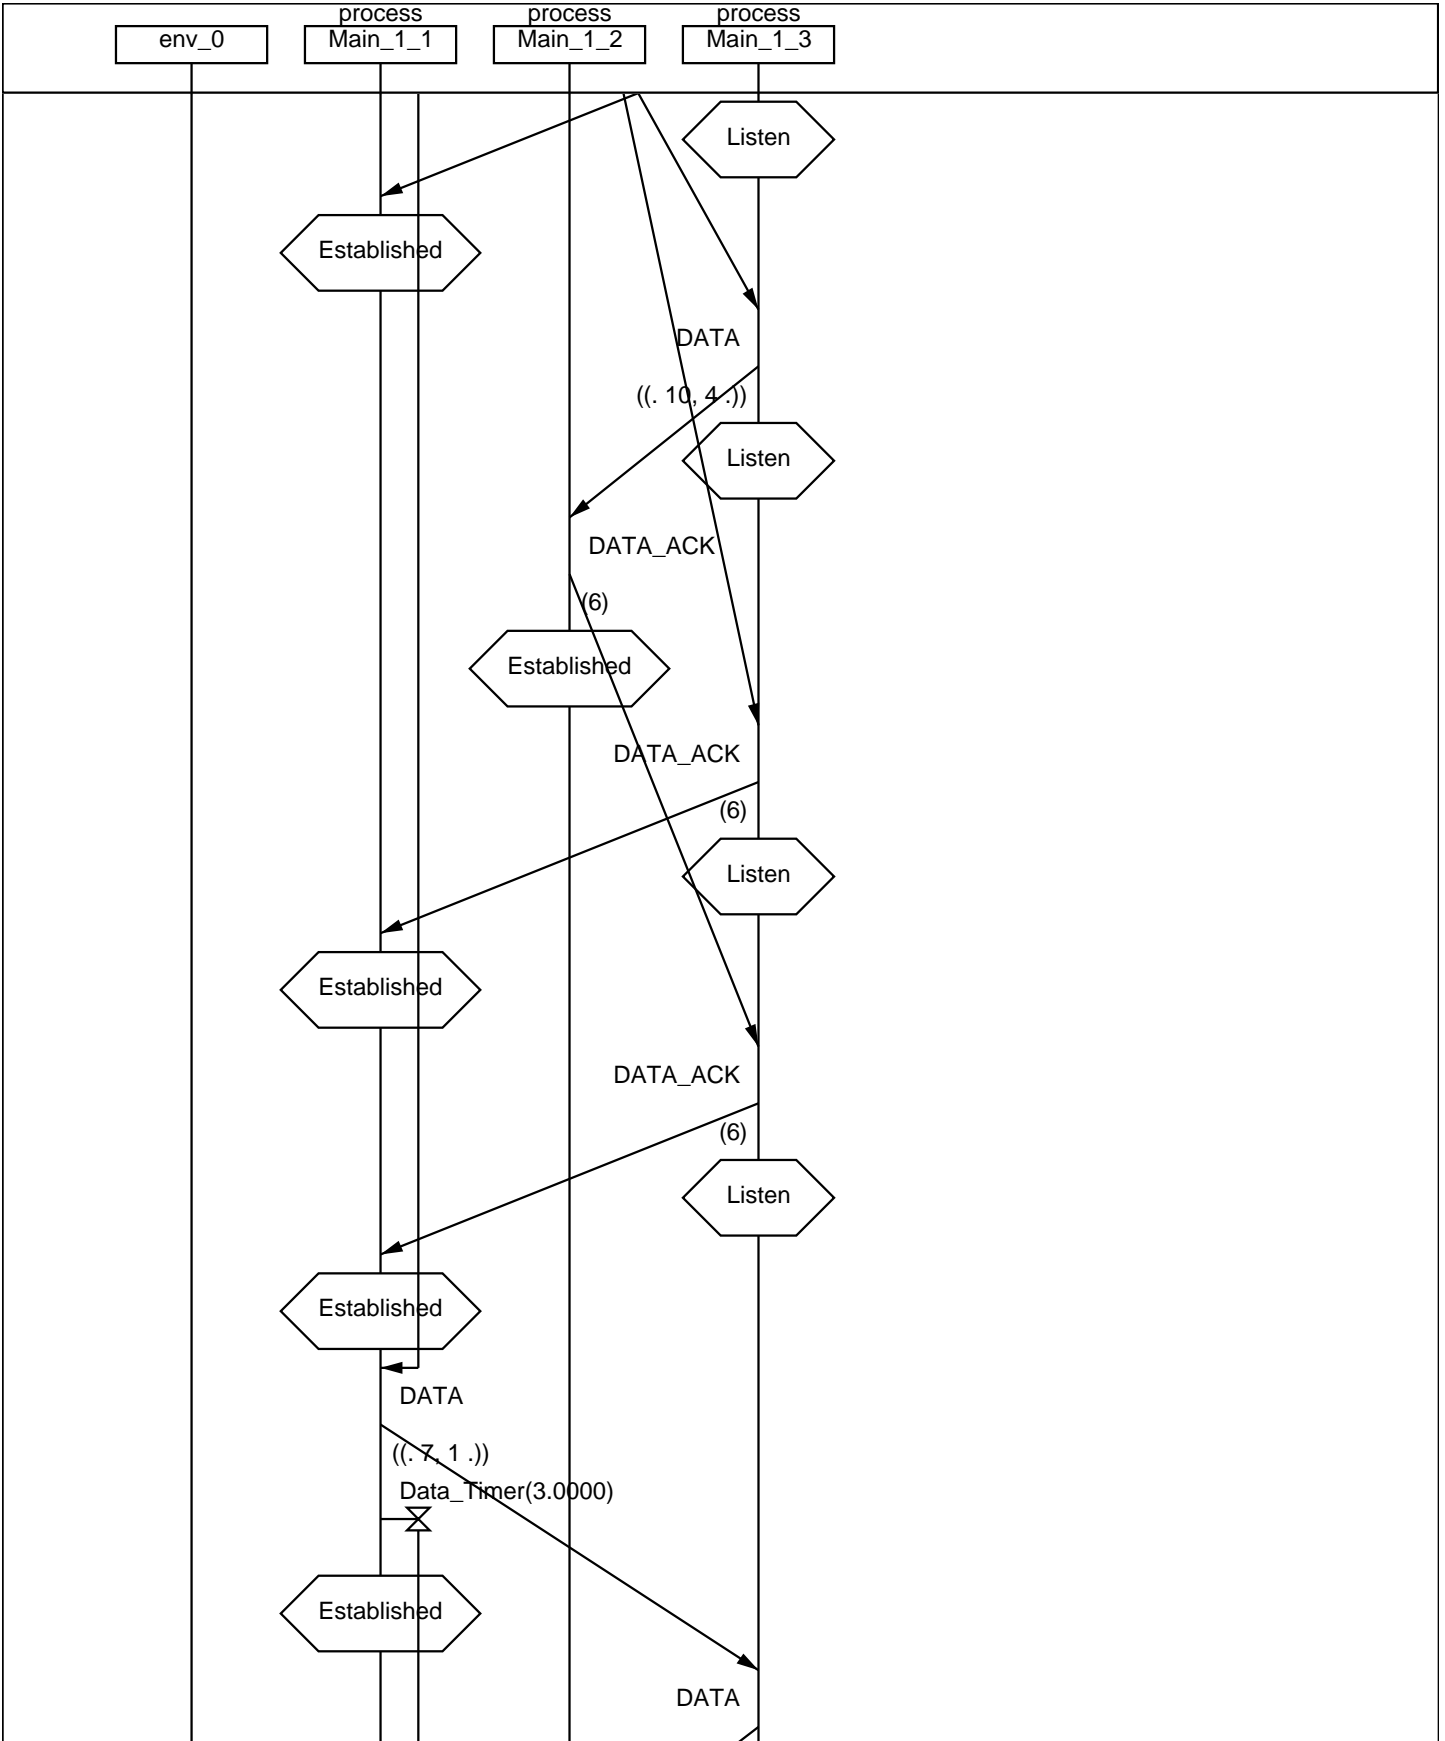 process process process
env_0 Main_1_1 Main_1_2 Main_1_3
Listen
Established
DATA
((. 10, 4 .))
Listen
DATA_ACK
(6)
Established
DATA_ACK
(6)
Listen
Established
DATA_ACK
(6)
Listen
Established
DATA
((. 7, 1 .))
Data_Timer(3.0000)
Established
DATA